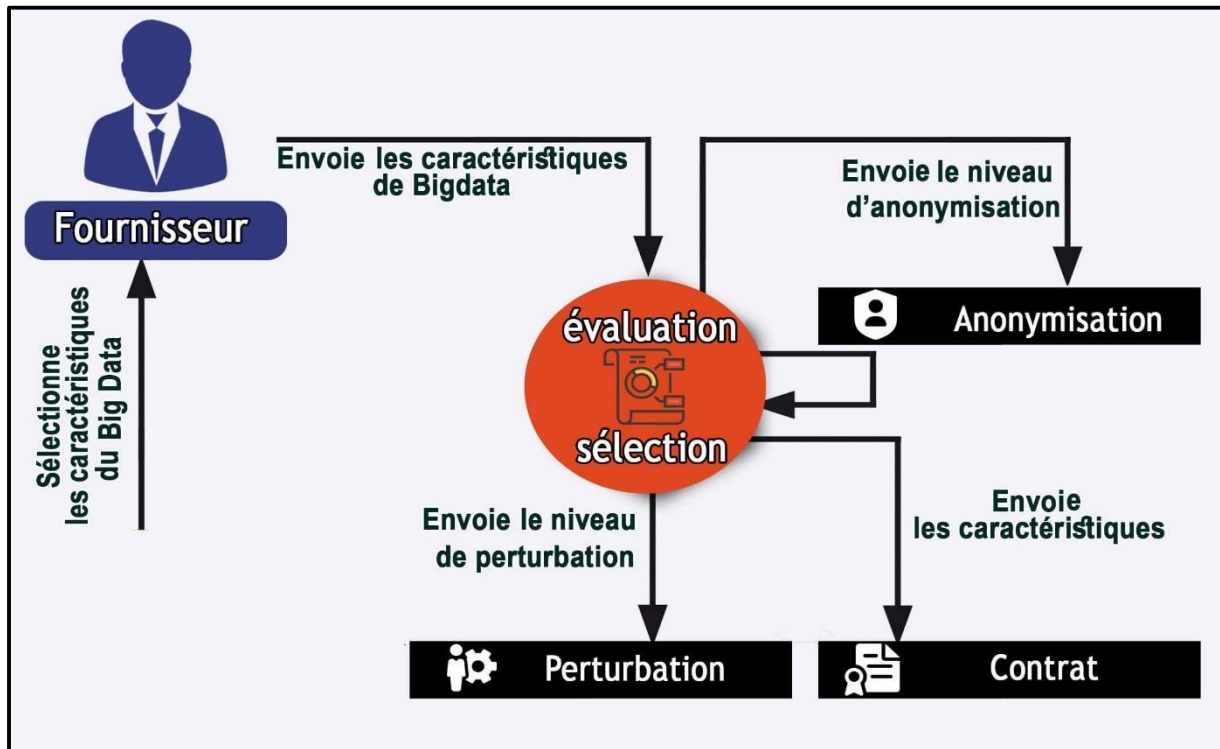 Envoie les caractéristiques
de Bigdata
Envoie le niveau
d'anonymisation
Fournisseur
Sélectionne
les caractéristiques
du Big Data
évaluation
sélection
Anonymisation
Envoie le niveau
de perturbation
Envoie
les caractéristiques
Perturbation
Contrat